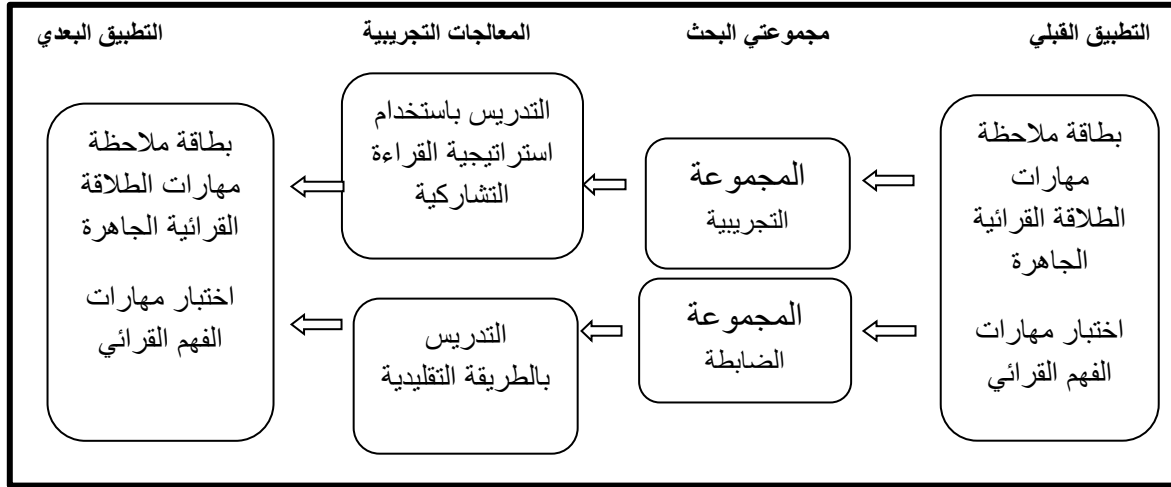 التطبيق القبلي
مجموعتي البحث
المعالجات التجريبية
التطبيق البعدي
بطاقة ملاحظة
مهارات
الطلاقة القرائية
الجاهرة
اختبار مهارات
الفهم القرائي
المجموعة
التجريبية
المجموعة
الضابطة
التدريس باستخدام
استراتيجية القراءة
التشاركية
التدريس
بالطريقة التقليدية
بطاقة ملاحظة
مهارات الطلاقة
القرائية الجاهرة
اختبار مهارات
الفهم القرائي